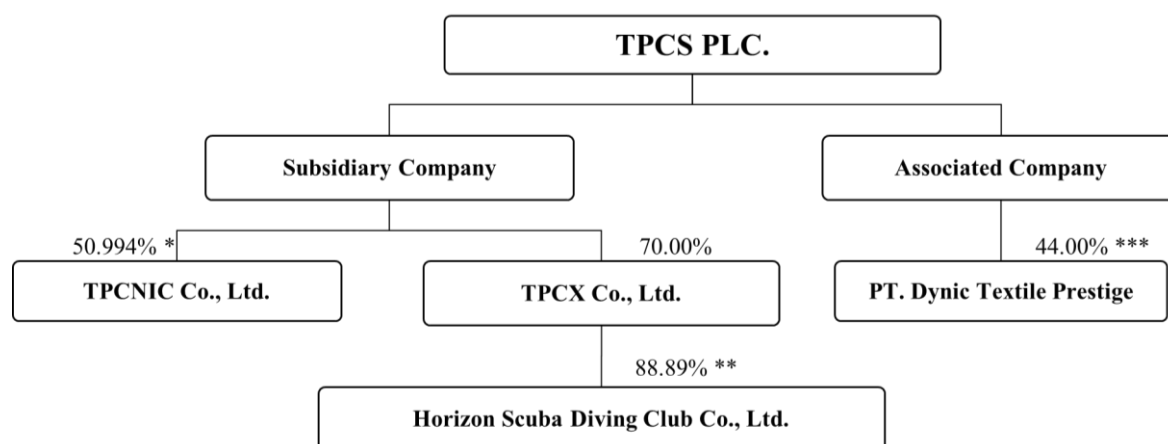 TPCS PLC.
Subsidiary Company
Associated Company
50.994% *
70.00%
44.00% ***
TPCNIC Co., Ltd.
TPCX Co., Ltd.
PT. Dynic Textile Prestige
88.89% **
Horizon Scuba Diving Club Co., Ltd.